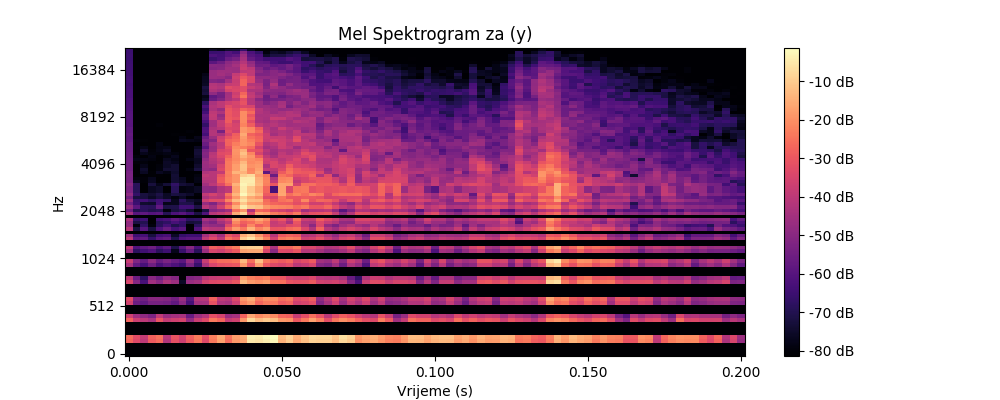 Mel Spektrogram za (y)
Hz
16384
8192
4096
2048
1024
512
0
0.000 0.050 0.100 0.150 0.200
Vrijeme (s)
-10 dB
-20 dB
-30 dB
-40 dB
-50 dB
-60 dB
-70 dB
-80 dB